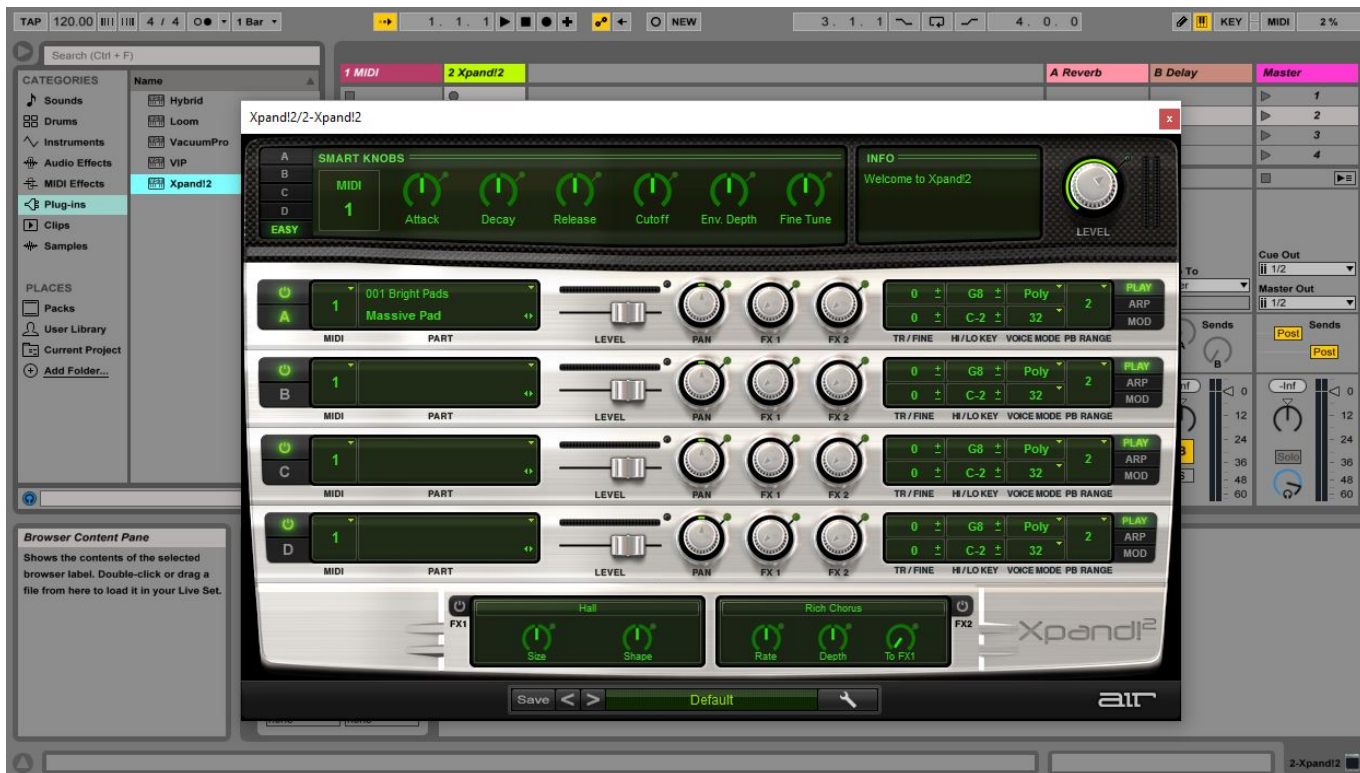 TAP 120.00 4 / 4 1 Bar 1. 1. 1 NEW 3. 1. 1 4. 0. 0 KEY MIDI 2 %
Search (Ctrl + F)
CATEGORIES
Sounds
Drums
Instruments
Audio Effects
MIDI Effects
Plug-ins
Clips
Samples
PLACES
Packs
User Library
Current Project
Add Folder...
Name
Hybrid
Loom
VacuumPro
VIP
Xpand!2
1 MIDI 2 Xpand!2 A Reverb B Delay Master
1
2
3
4
Cue Out
ii 1/2
Master Out
ii 1/2
To
Sends Sends
A
B
Post
Post
-Inf
0
12
24
36
48
60
Solo
0
12
24
36
48
60
Xpand!2/2-Xpand!2
x
A
B
C
D
EASY
SMART KNOBS
MIDI
1
Attack Decay Release Cutoff Env. Depth Fine Tune
INFO
Welcome to Xpand!2
LEVEL
A 1 001 Bright Pads 0 ± G8 ± Poly 2 PLAY
Massive Pad 0 ± C-2 ± 32 ARP
MOD
MIDI PART LEVEL PAN FX 1 FX 2 TR / FINE HI / LO KEY VOICE MODE PB RANGE
B 1 0 ± G8 ± Poly 2 PLAY
0 ± C-2 ± 32 ARP
MOD
MIDI PART LEVEL PAN FX 1 FX 2 TR / FINE HI / LO KEY VOICE MODE PB RANGE
C 1 0 ± G8 ± Poly 2 PLAY
0 ± C-2 ± 32 ARP
MOD
MIDI PART LEVEL PAN FX 1 FX 2 TR / FINE HI / LO KEY VOICE MODE PB RANGE
D 1 0 ± G8 ± Poly 2 PLAY
0 ± C-2 ± 32 ARP
MOD
MIDI PART LEVEL PAN FX 1 FX 2 TR / FINE HI / LO KEY VOICE MODE PB RANGE
FX1 Hall
Size Shape
Rich Chorus FX2
Rate Depth To FX1
Xpand!2
Save < > Default
air
Browser Content Pane
Shows the contents of the selected
browser label. Double-click or drag a
file from here to load it in your Live Set.
2-Xpand!2